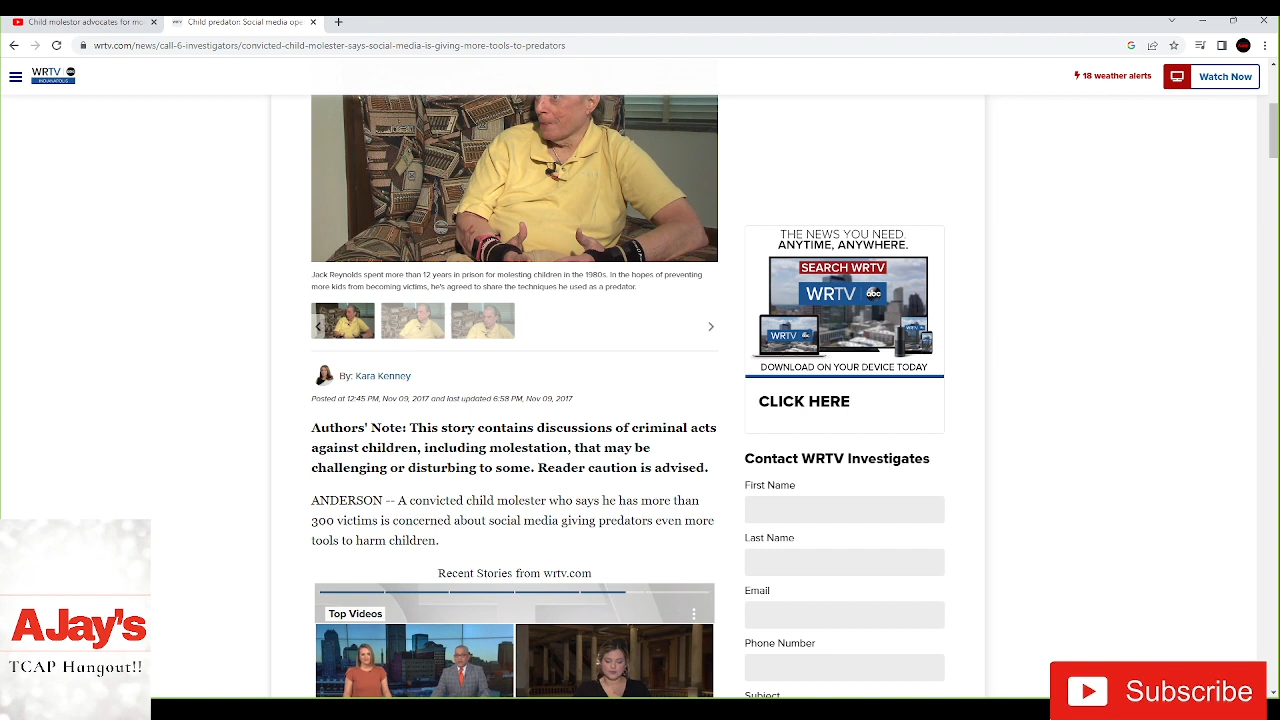 Child molestor advocates for mo
Child predator: Social media ope
wrtv.com/news/call-6-investigators/convicted-child-molester-says-social-media-is-giving-more-tools-to-predators
WRTV abc
INDIANAPOLIS
18 weather alerts
Watch Now
Jack Reynolds spent more than 12 years in prison for molesting children in the 1980s. In the hopes of preventing
more kids from becoming victims, he's agreed to share the techniques he used as a predator.
By: Kara Kenney
Posted at 12:45 PM, Nov 09, 2017 and last updated 6:58 PM, Nov 09, 2017
Authors' Note: This story contains discussions of criminal acts
against children, including molestation, that may be
challenging or disturbing to some. Reader caution is advised.
ANDERSON -- A convicted child molester who says he has more than
300 victims is concerned about social media giving predators even more
tools to harm children.
Recent Stories from wrtv.com
Top Videos
THE NEWS YOU NEED.
ANYTIME, ANYWHERE.
SEARCH WRTV
WRTV abc
WRTV
DOWNLOAD ON YOUR DEVICE TODAY
CLICK HERE
Contact WRTV Investigates
First Name
Last Name
Email
Phone Number
Subject
AJay's
TCAP Hangout!!
Subscribe